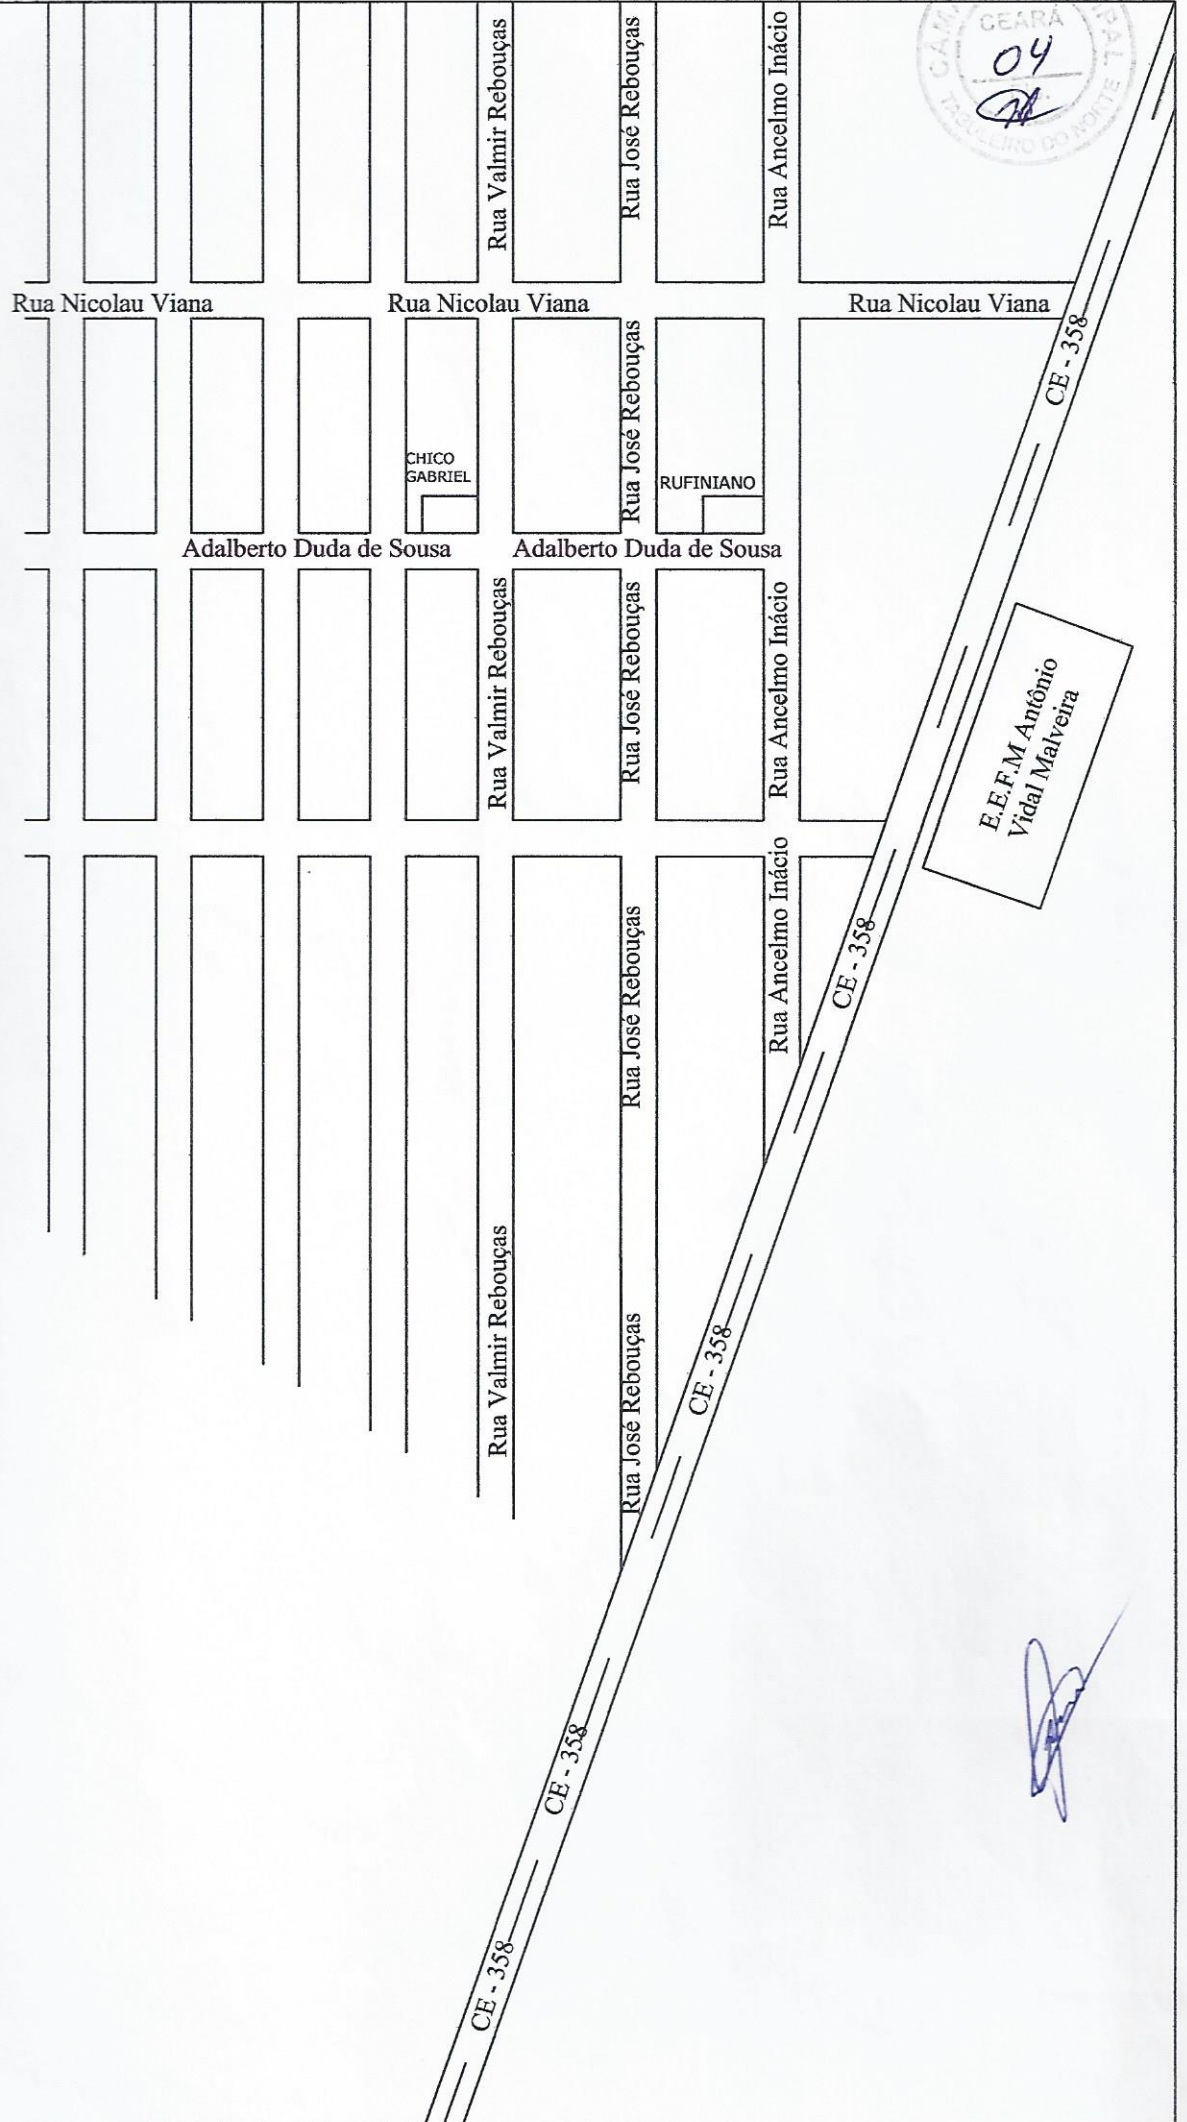 CEARÁ
04
TABULEIRO DO NORTE
Rua Valmir Rebouças
Rua José Rebouças
Rua Ancelmo Inácio
Rua Nicolau Viana
Rua Nicolau Viana
Rua Nicolau Viana
CE - 358
Rua José Rebouças
CHICO
GABRIEL
RUFINIANO
Adalberto Duda de Sousa
Adalberto Duda de Sousa
Rua Valmir Rebouças
Rua José Rebouças
Rua Ancelmo Inácio
E.E.F.M Antônio
Vidal Malveira
Rua Ancelmo Inácio
CE - 358
Rua José Rebouças
Rua Valmir Rebouças
Rua José Rebouças
CE - 358
CE - 358
CE - 358